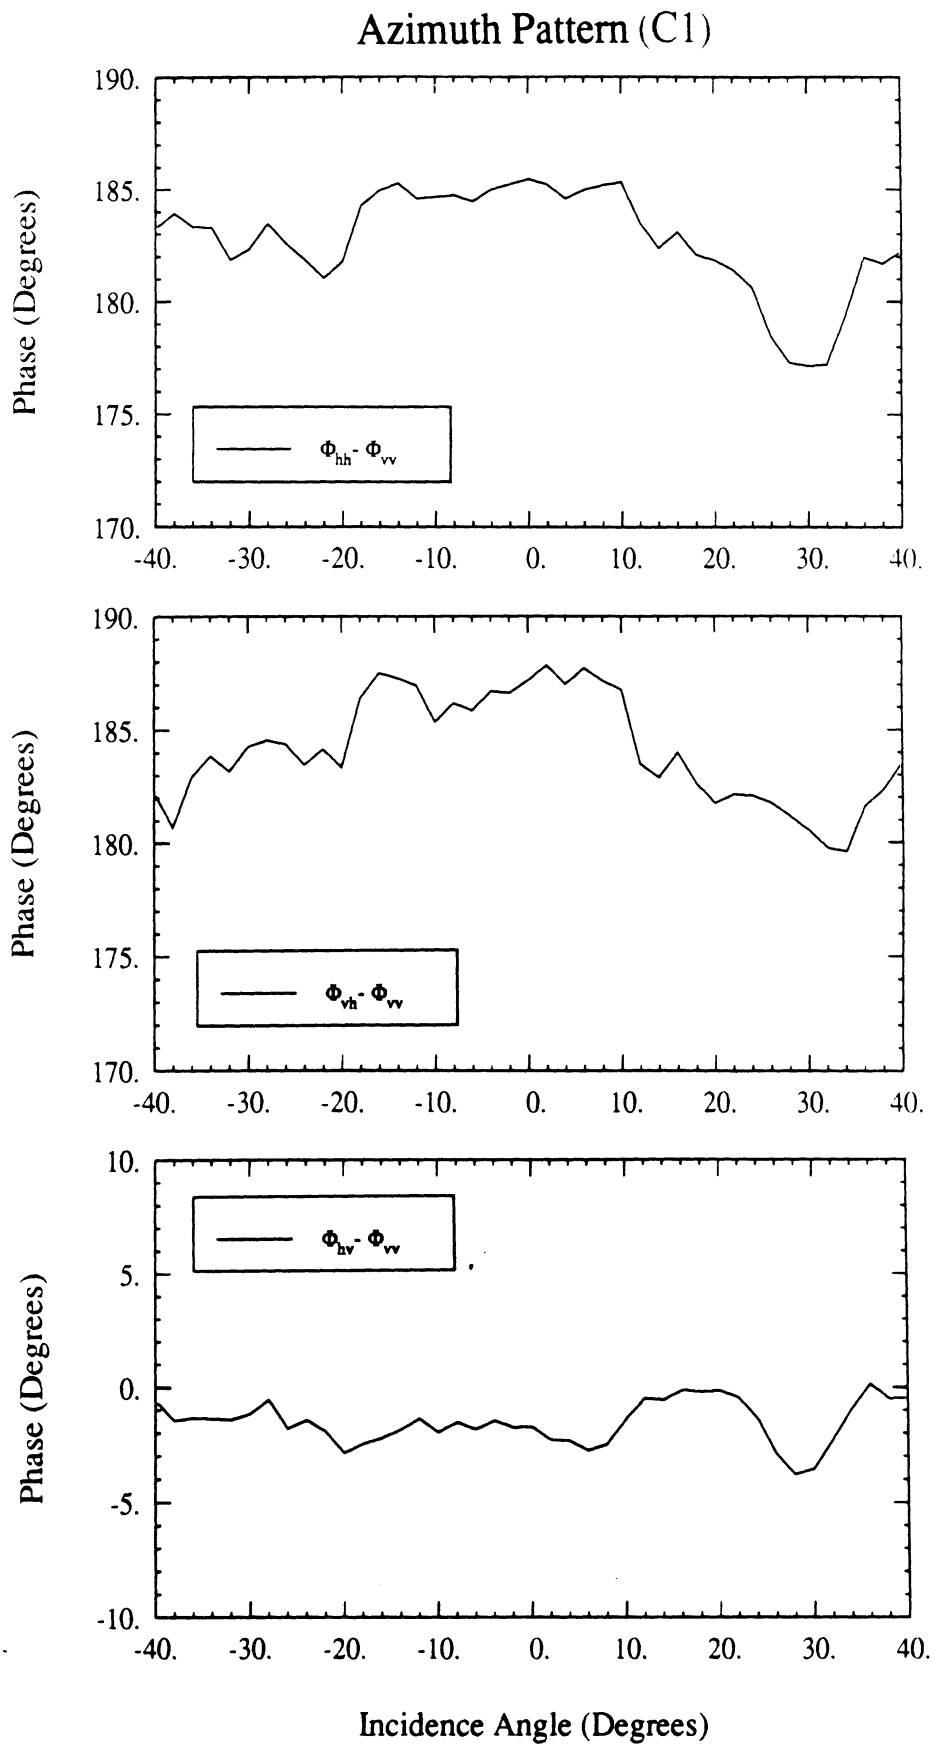 Azimuth Pattern (C1)
190.
185.
180.
175.
170.
Phase (Degrees)
Φhh- Φvv
-40. -30. -20. -10. 0. 10. 20. 30. 40.
190.
185.
180.
175.
170.
Phase (Degrees)
Φvh- Φvv
-40. -30. -20. -10. 0. 10. 20. 30. 40.
10.
5.
0.
-5.
-10.
Phase (Degrees)
Φhv- Φvv
-40. -30. -20. -10. 0. 10. 20. 30. 40.
Incidence Angle (Degrees)